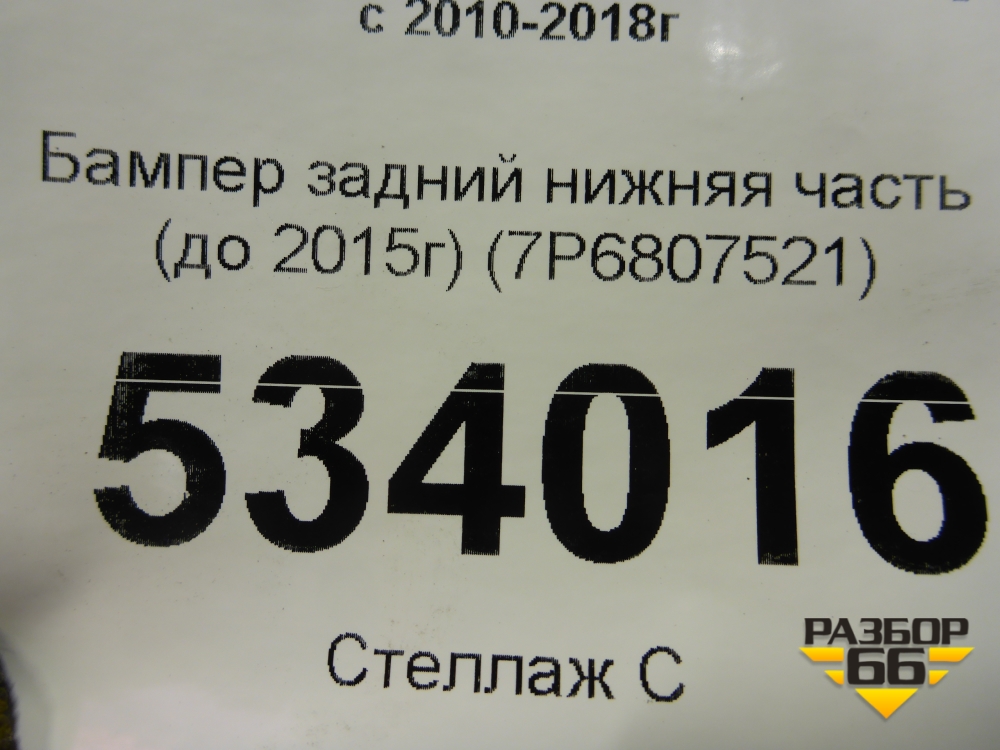 с 2010-2018г
Бампер задний нижняя часть
(до 2015г) (7P6807521)
534016
Стеллаж С
РАЗБОР
66